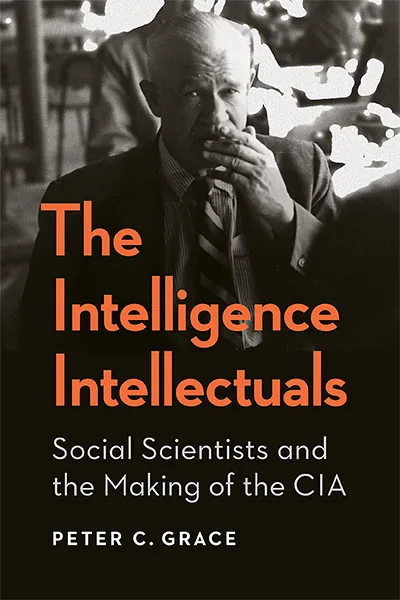 The
Intelligence
Intellectuals
Social Scientists and
the Making of the CIA
PETER C. GRACE